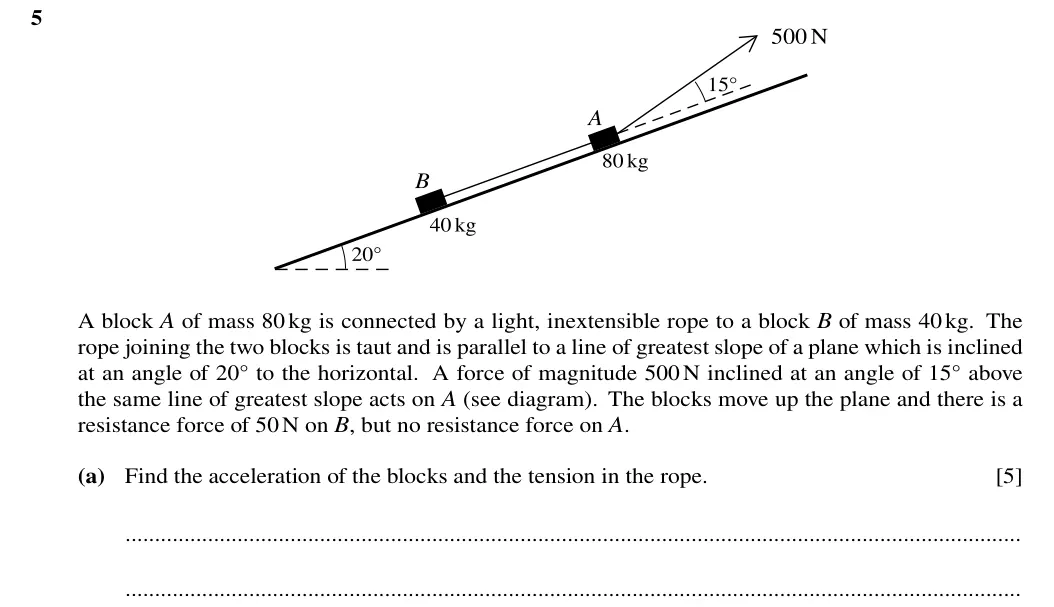 5
500 N
15°
A
80 kg
B
40 kg
20°
A block A of mass 80 kg is connected by a light, inextensible rope to a block B of mass 40 kg. The
rope joining the two blocks is taut and is parallel to a line of greatest slope of a plane which is inclined
at an angle of 20° to the horizontal. A force of magnitude 500 N inclined at an angle of 15° above
the same line of greatest slope acts on A (see diagram). The blocks move up the plane and there is a
resistance force of 50 N on B, but no resistance force on A.
(a) Find the acceleration of the blocks and the tension in the rope. [5]